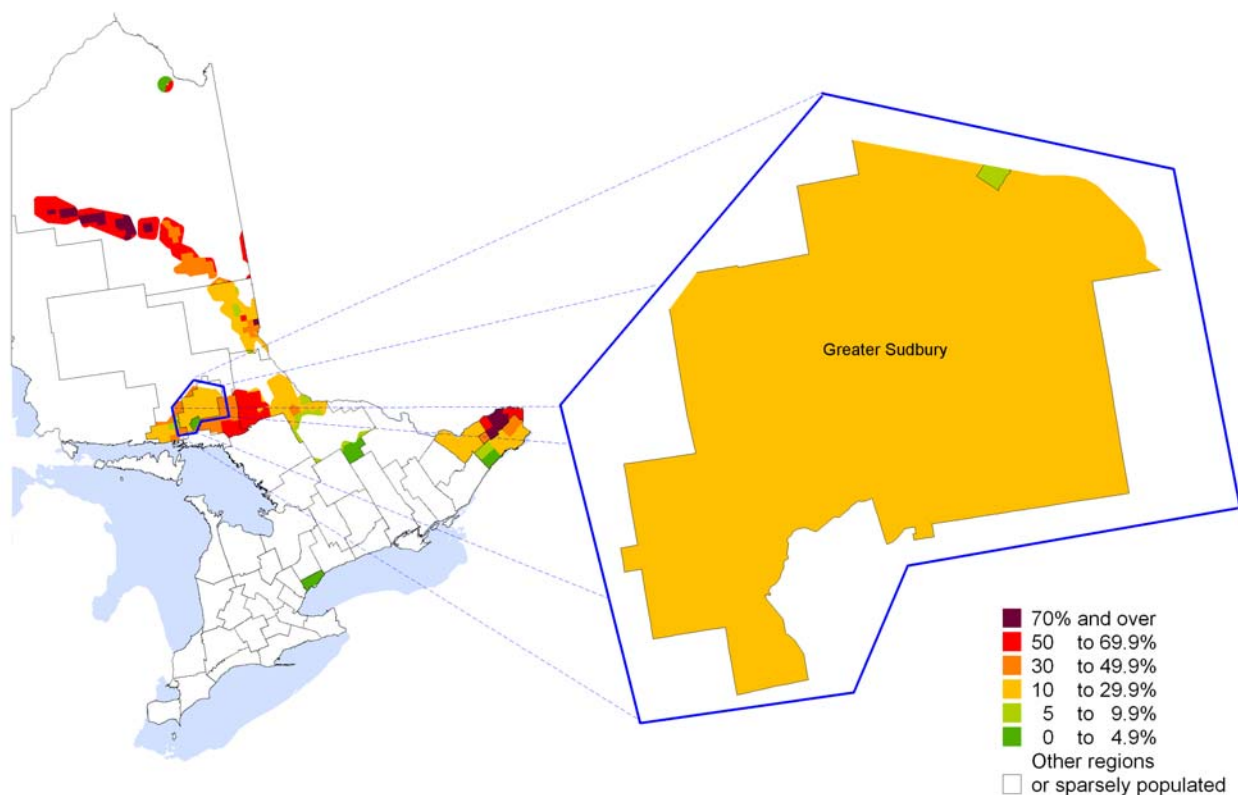 Greater Sudbury
70% and over
50 to 69.9%
30 to 49.9%
10 to 29.9%
5 to 9.9%
0 to 4.9%
Other regions
or sparsely populated